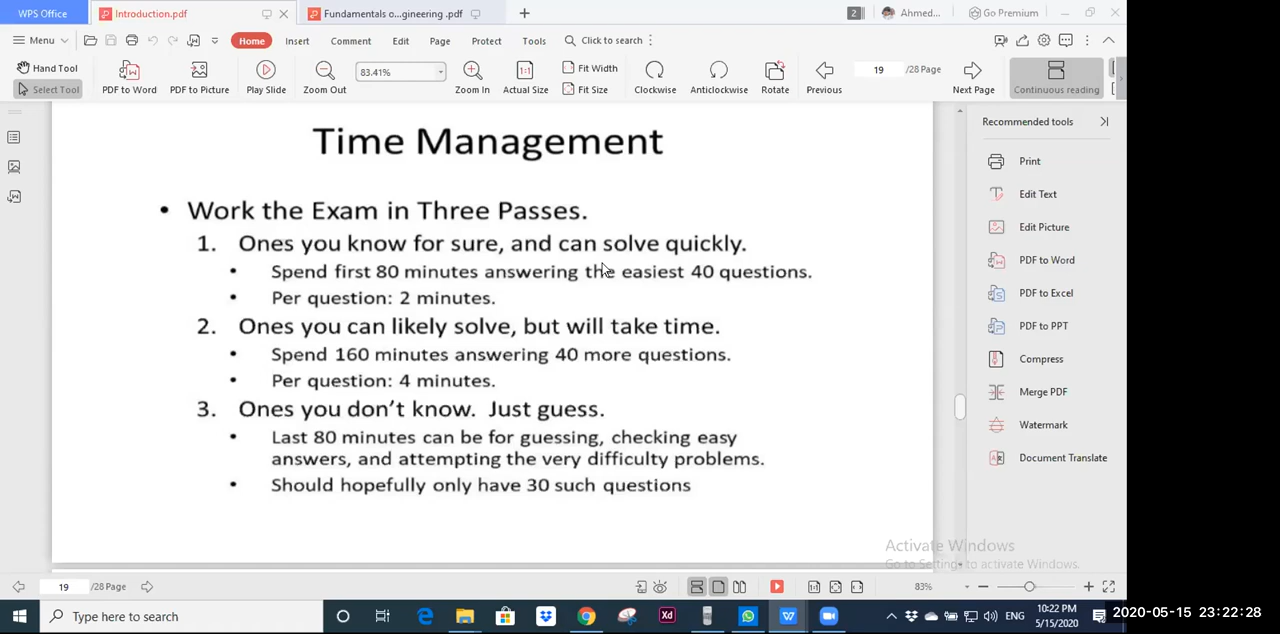 WPS Office
Introduction.pdf
Fundamentals o...gineering .pdf
2
Ahmed...
Go Premium
Menu
Home
Insert
Comment
Edit
Page
Protect
Tools
Click to search
Hand Tool
Select Tool
PDF to Word
PDF to Picture
Play Slide
Zoom Out
83.41%
Zoom In
Actual Size
Fit Width
Fit Size
Clockwise
Anticlockwise
Rotate
Previous
19
/28 Page
Next Page
Continuous reading
Time Management
• Work the Exam in Three Passes.
1. Ones you know for sure, and can solve quickly.
• Spend first 80 minutes answering the easiest 40 questions.
• Per question: 2 minutes.
2. Ones you can likely solve, but will take time.
• Spend 160 minutes answering 40 more questions.
• Per question: 4 minutes.
3. Ones you don't know. Just guess.
• Last 80 minutes can be for guessing, checking easy
answers, and attempting the very difficulty problems.
• Should hopefully only have 30 such questions
Recommended tools
Print
Edit Text
Edit Picture
PDF to Word
PDF to Excel
PDF to PPT
Compress
Merge PDF
Watermark
Document Translate
Activate Windows
Go to Settings to activate Windows.
19
/28 Page
83%
Type here to search
ENG
10:22 PM
5/15/2020
2020-05-15 23:22:28